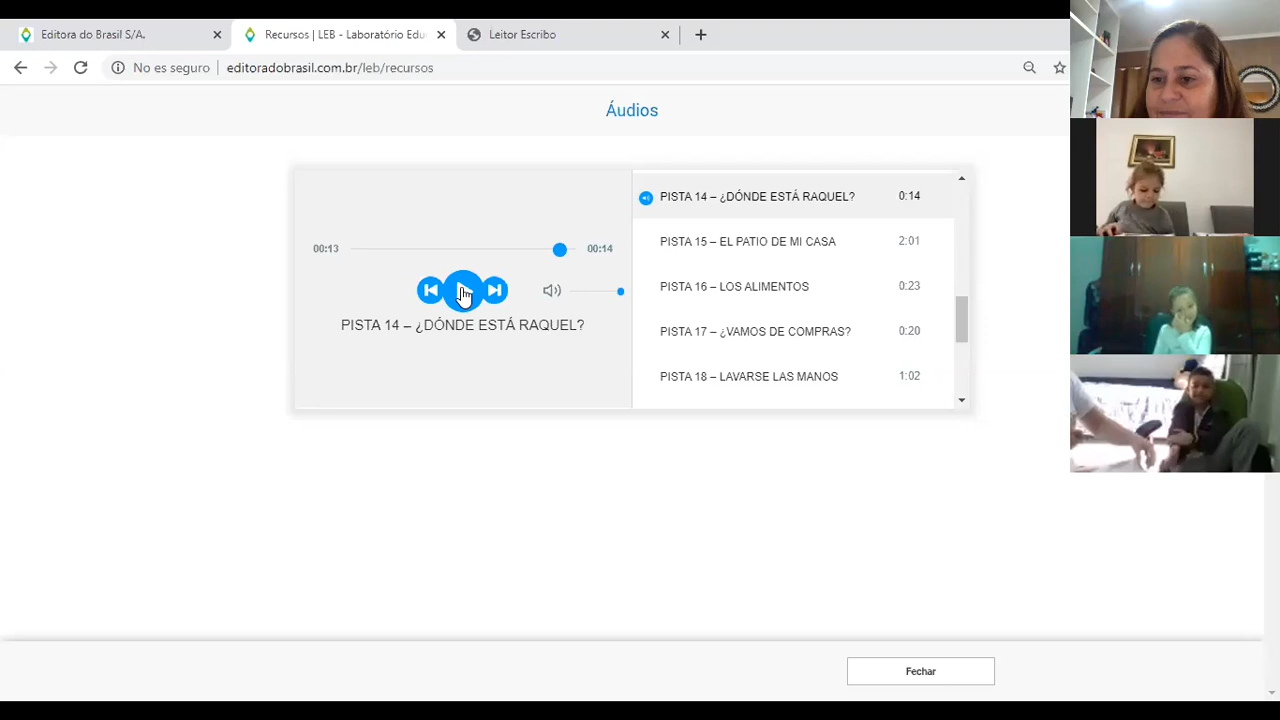 Editora do Brasil S/A.
Recursos | LEB - Laboratório Edu
Leitor Escribo
No es seguro
editoradobrasil.com.br/leb/recursos
Áudios
00:13
00:14
PISTA 14 – ¿DÓNDE ESTÁ RAQUEL?
PISTA 14 – ¿DÓNDE ESTÁ RAQUEL? 0:14
PISTA 15 – EL PATIO DE MI CASA 2:01
PISTA 16 – LOS ALIMENTOS 0:23
PISTA 17 – ¿VAMOS DE COMPRAS? 0:20
PISTA 18 – LAVARSE LAS MANOS 1:02
Fechar